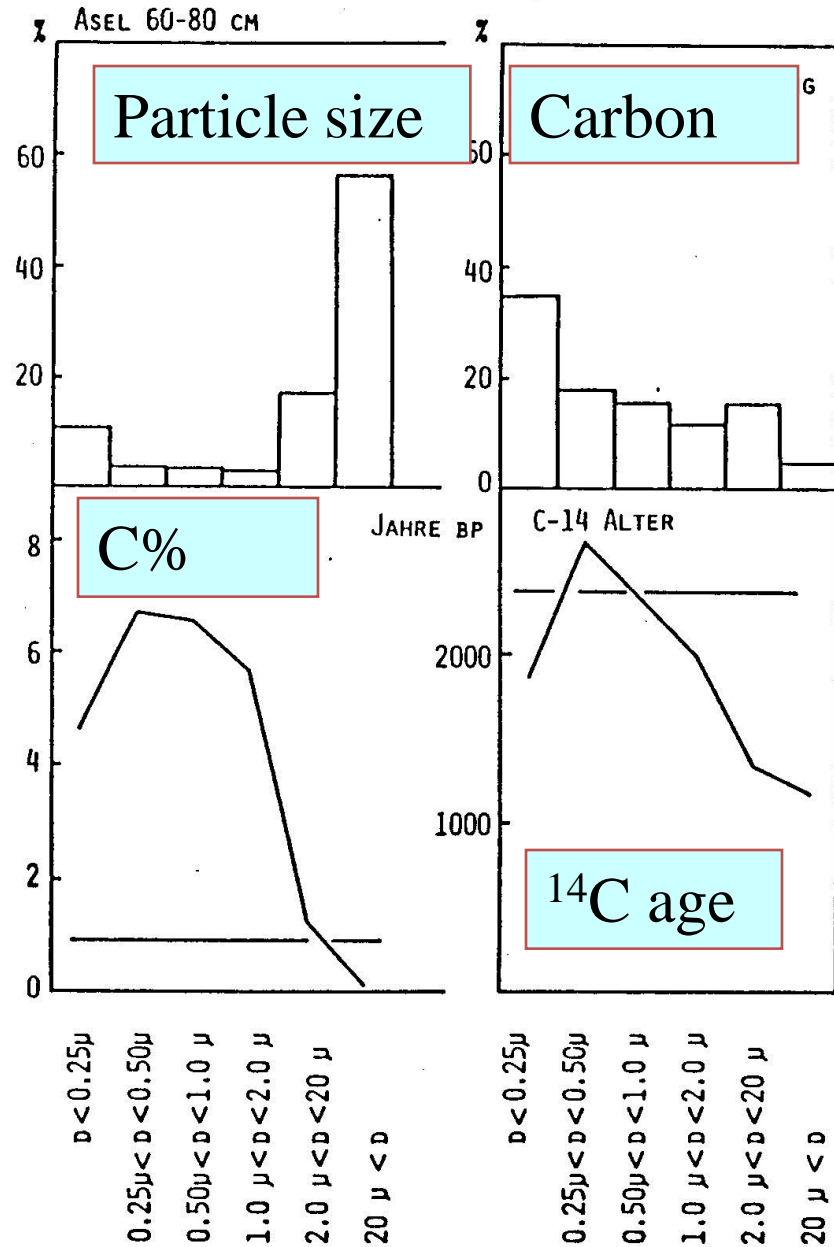 % ASEL 60-80 CM
Particle size
60
40
20
% 
G
Carbon
60
40
20
0
C%
8
6
4
2
0
JAHRE BP
C-14 ALTER
2000
1000
¹⁴C age
D < 0.25µ
0.25µ< D <0.50µ
0.50µ< D <1.0 µ
1.0 µ< D <2.0 µ
2.0 µ< D <20 µ
20 µ < D
D < 0.25µ
0.25µ< D <0.50µ
0.50µ< D <1.0 µ
1.0 µ< D <2.0 µ
2.0 µ< D <20 µ
20 µ < D